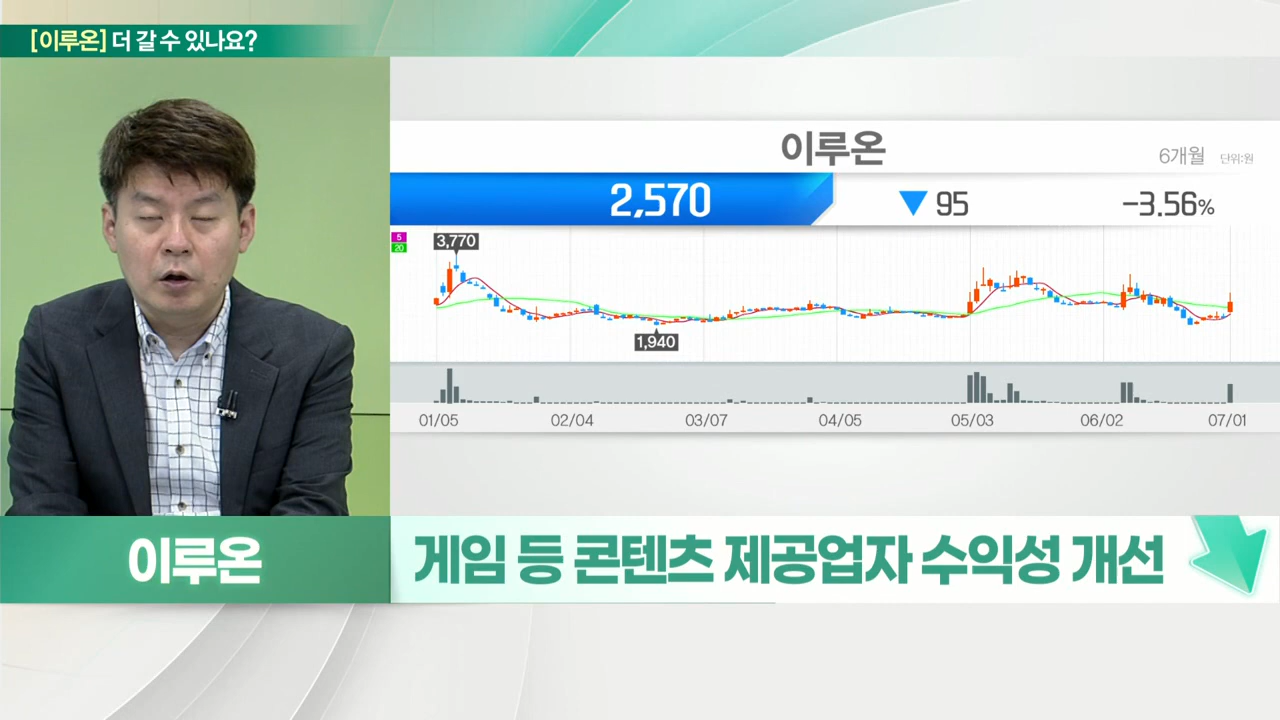 [이루온] 더 갈 수 있나요?
이루온
6개월 단위:원
2,570 ▼ 95 -3.56%
5
20
3,770
1,940
01/05 02/04 03/07 04/05 05/03 06/02 07/01
이루온
게임 등 콘텐츠 제공업자 수익성 개선